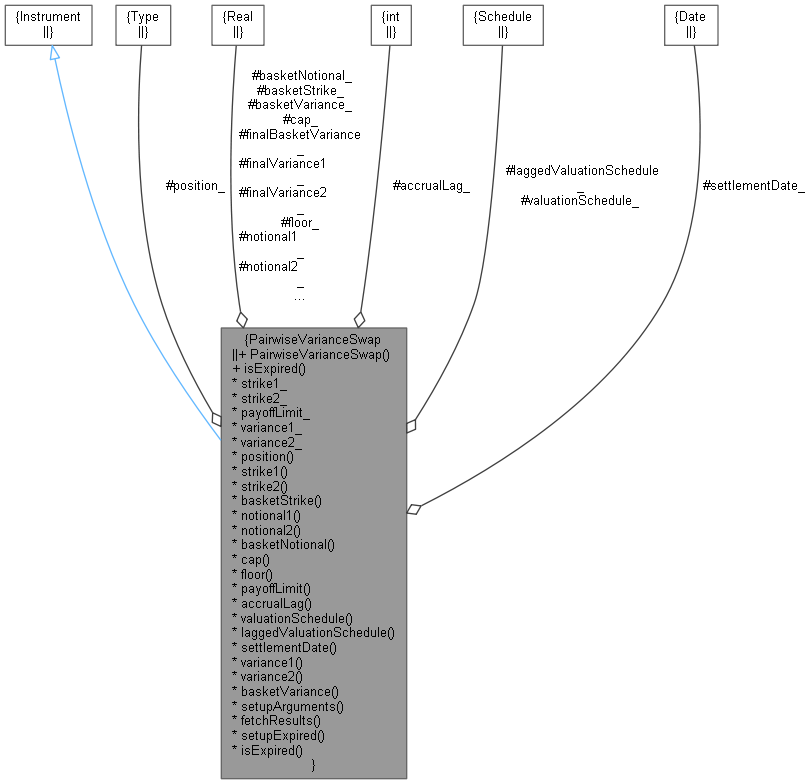 {Instrument
||}
{Type
||}
{Real
||}
{int
||}
{Schedule
||}
{Date
||}
#position_
#basketNotional_
#basketStrike_
#basketVariance_
#cap_
#finalBasketVariance
_
#finalVariance1
_
#finalVariance2
_
#floor_
#notional1
_
#notional2
_
...
#accrualLag_
#laggedValuationSchedule
_
#valuationSchedule_
#settlementDate_
{PairwiseVarianceSwap
||+ PairwiseVarianceSwap()
+ isExpired()
* strike1_
* strike2_
* payoffLimit_
* variance1_
* variance2_
* position()
* strike1()
* strike2()
* basketStrike()
* notional1()
* notional2()
* basketNotional()
* cap()
* floor()
* payoffLimit()
* accrualLag()
* valuationSchedule()
* laggedValuationSchedule()
* settlementDate()
* variance1()
* variance2()
* basketVariance()
* setupArguments()
* fetchResults()
* setupExpired()
* isExpired()
}